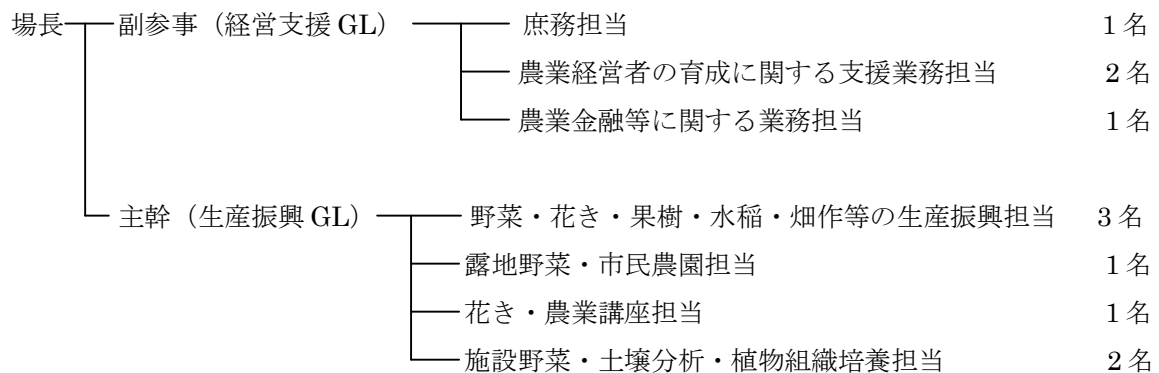 場長 副参事（経営支援 GL） 庶務担当 1 名
農業経営者の育成に関する支援業務担当 2 名
農業金融等に関する業務担当 1 名
主幹（生産振興 GL） 野菜・花き・果樹・水稲・畑作等の生産振興担当 3 名
露地野菜・市民農園担当 1 名
花き・農業講座担当 1 名
施設野菜・土壌分析・植物組織培養担当 2 名